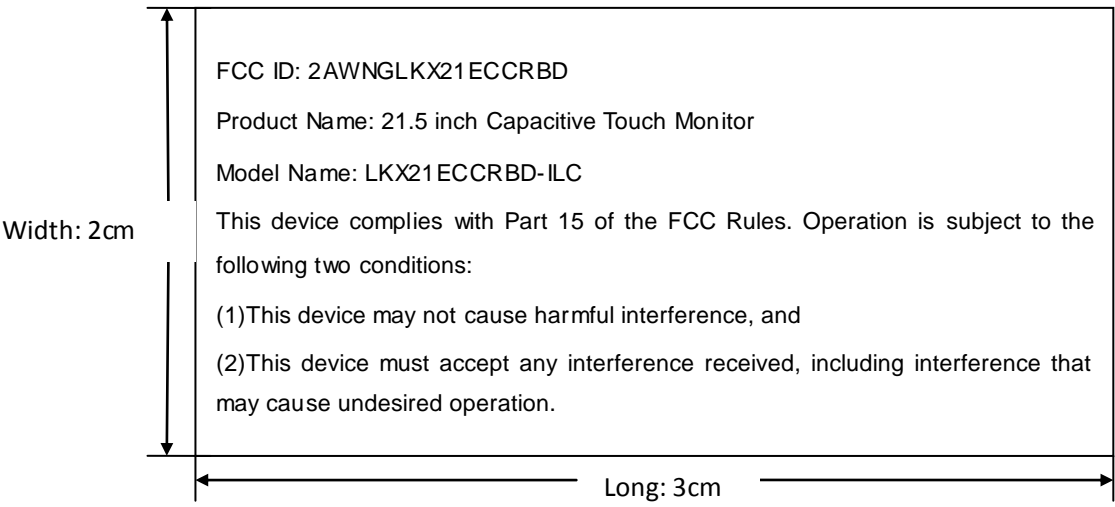 FCC ID: 2AWNGLKX21ECCRBD
Product Name: 21.5 inch Capacitive Touch Monitor
Model Name: LKX21ECCRBD-ILC
This device complies with Part 15 of the FCC Rules. Operation is subject to the
following two conditions:
(1)This device may not cause harmful interference, and
(2)This device must accept any interference received, including interference that
may cause undesired operation.
Width: 2cm
Long: 3cm